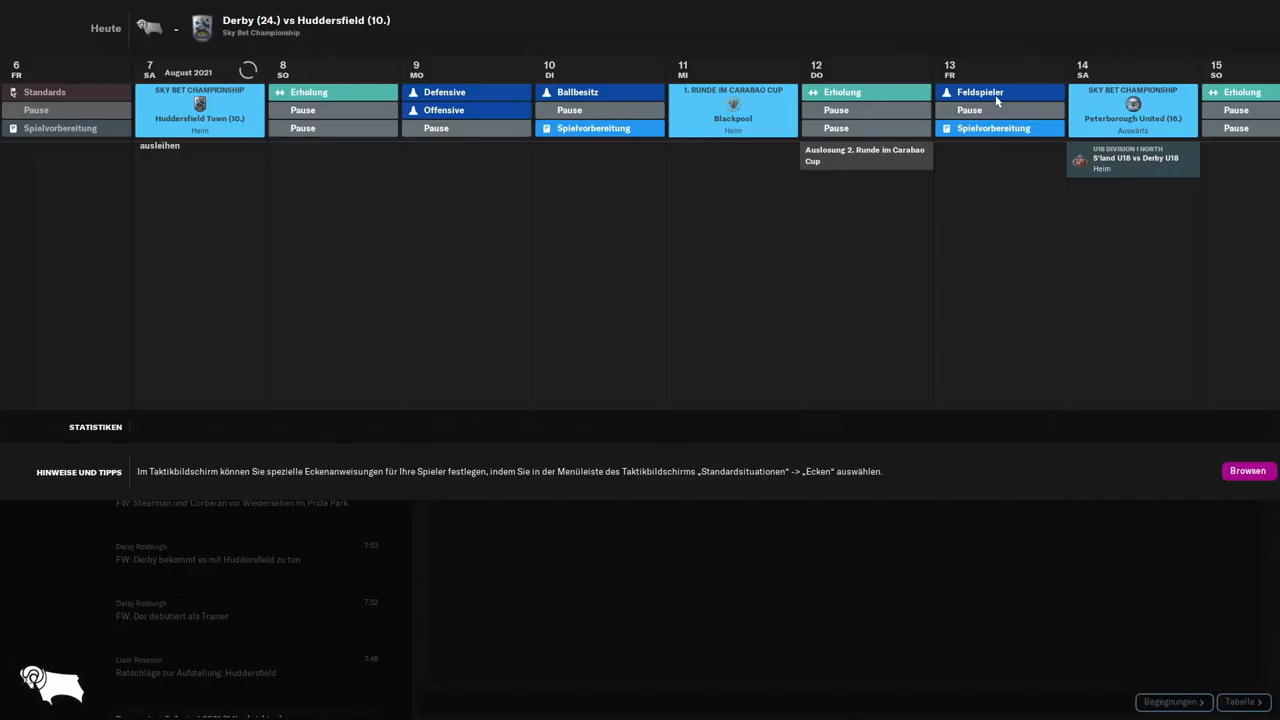 Heute
-
Derby (24.) vs Huddersfield (10.)
Sky Bet Championship
6
FR
7
SA August 2021
8
SO
9
MO
10
DI
11
MI
12
DO
13
FR
14
SA
15
SO
Standards
Pause
Spielvorbereitung
SKY BET CHAMPIONSHIP
Huddersfield Town (10.)
Heim
ausleihen
Erholung
Pause
Pause
Defensive
Offensive
Pause
Ballbesitz
Pause
Spielvorbereitung
1. RUNDE IM CARABAO CUP
Blackpool
Heim
Erholung
Pause
Pause
Auslosung 2. Runde im Carabao
Cup
Feldspieler
Pause
Spielvorbereitung
SKY BET CHAMPIONSHIP
Peterborough United (16.)
Auswärts
U18 DIVISION 1 NORTH
S'land U18 vs Derby U18
Heim
Erholung
Pause
Pause
STATISTIKEN
HINWEISE UND TIPPS
Im Taktikbildschirm können Sie spezielle Eckenanweisungen für Ihre Spieler festlegen, indem Sie in der Menüleiste des Taktikbildschirms „Standardsituationen“ -> „Ecken“ auswählen.
Browsen
FW: Stearman und Corberan vor Wiedersehen im Pride Park
Daisy Roxburgh 7:53
FW: Derby bekommt es mit Huddersfield zu tun
Daisy Roxburgh 7:52
FW: Dor debütiert als Trainer
Liam Rosenior 7:48
Ratschläge zur Aufstellung: Huddersfield
Begegnungen >
Tabelle >